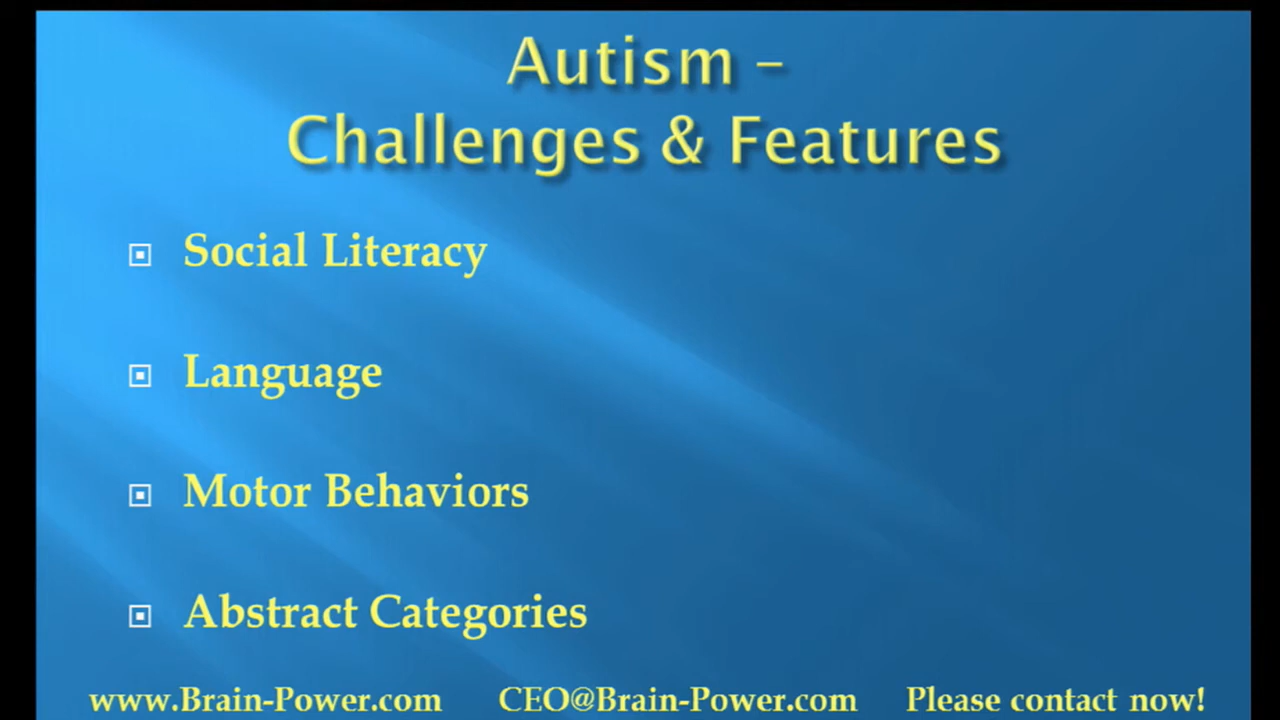 Autism –
Challenges & Features
Social Literacy
Language
Motor Behaviors
Abstract Categories
www.Brain-Power.com CEO@Brain-Power.com Please contact now!